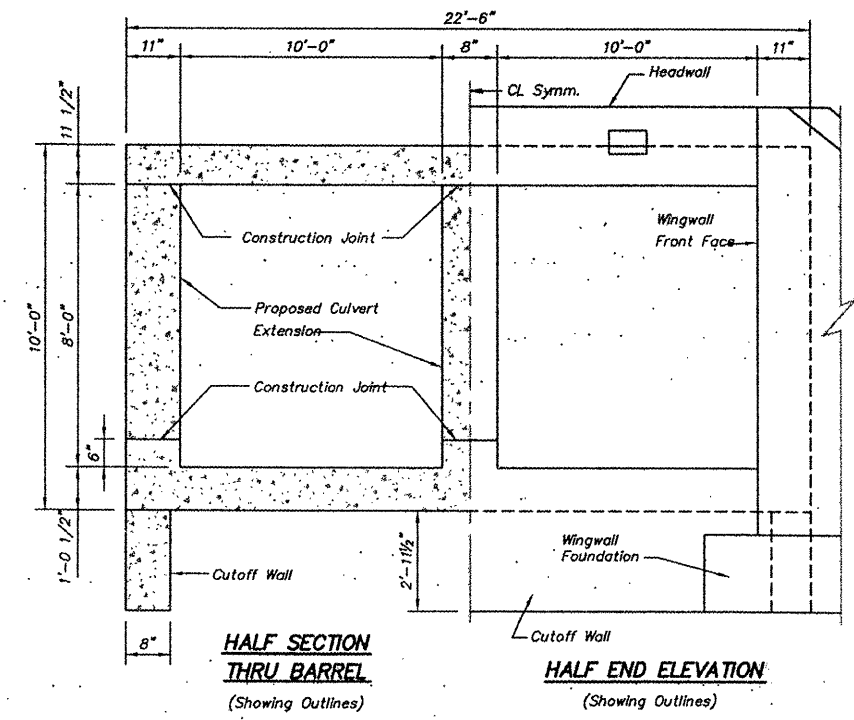 22'-6"
11" 10'-0" 8" 10'-0" 11"
Headwall
CL Symm.
11 1/2"
Construction Joint
Wingwall
Front Face
Proposed Culvert
Extension
10'-0"
8'-0"
Construction Joint
6"
1'-0 1/2"
2'-11½"
Wingwall
Foundation
Cutoff Wall
Cutoff Wall
8"
HALF SECTION
THRU BARREL
(Showing Outlines)
HALF END ELEVATION
(Showing Outlines)